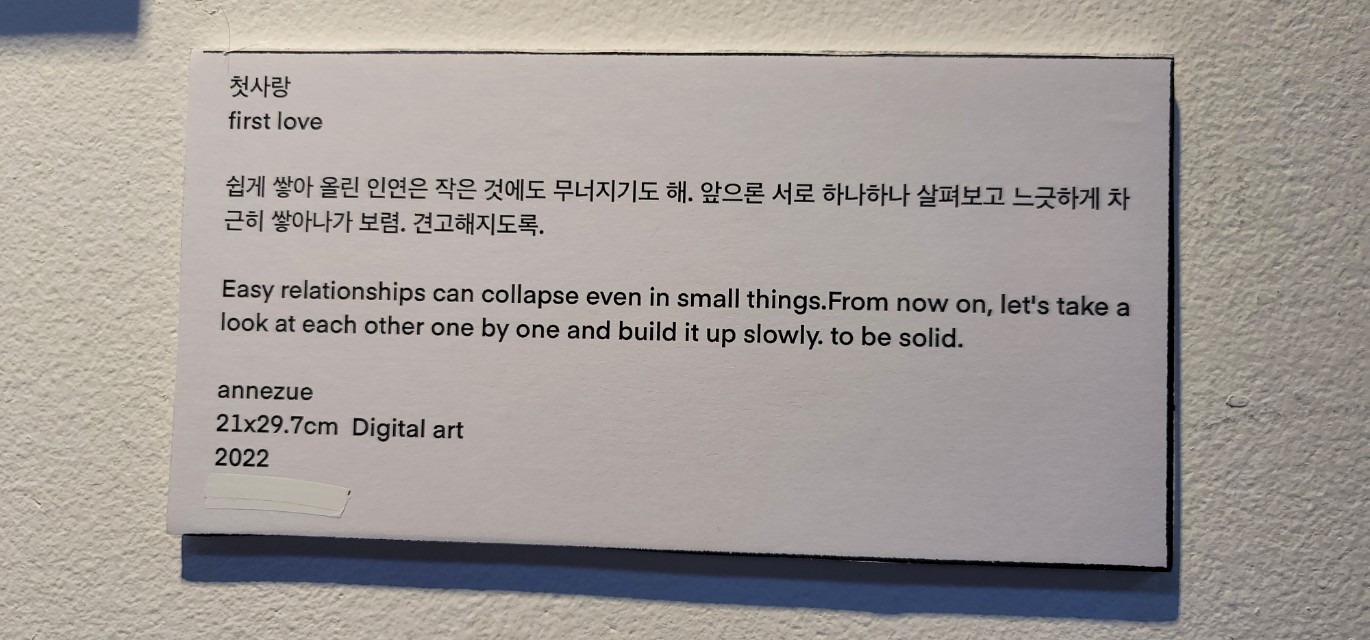 첫사랑
first love
쉽게 쌓아 올린 인연은 작은 것에도 무너지기도 해. 앞으론 서로 하나하나 살펴보고 느긋하게 차
근히 쌓아나가 보렴. 견고해지도록.
Easy relationships can collapse even in small things.From now on, let's take a
look at each other one by one and build it up slowly. to be solid.
annezue
21x29.7cm  Digital art
2022